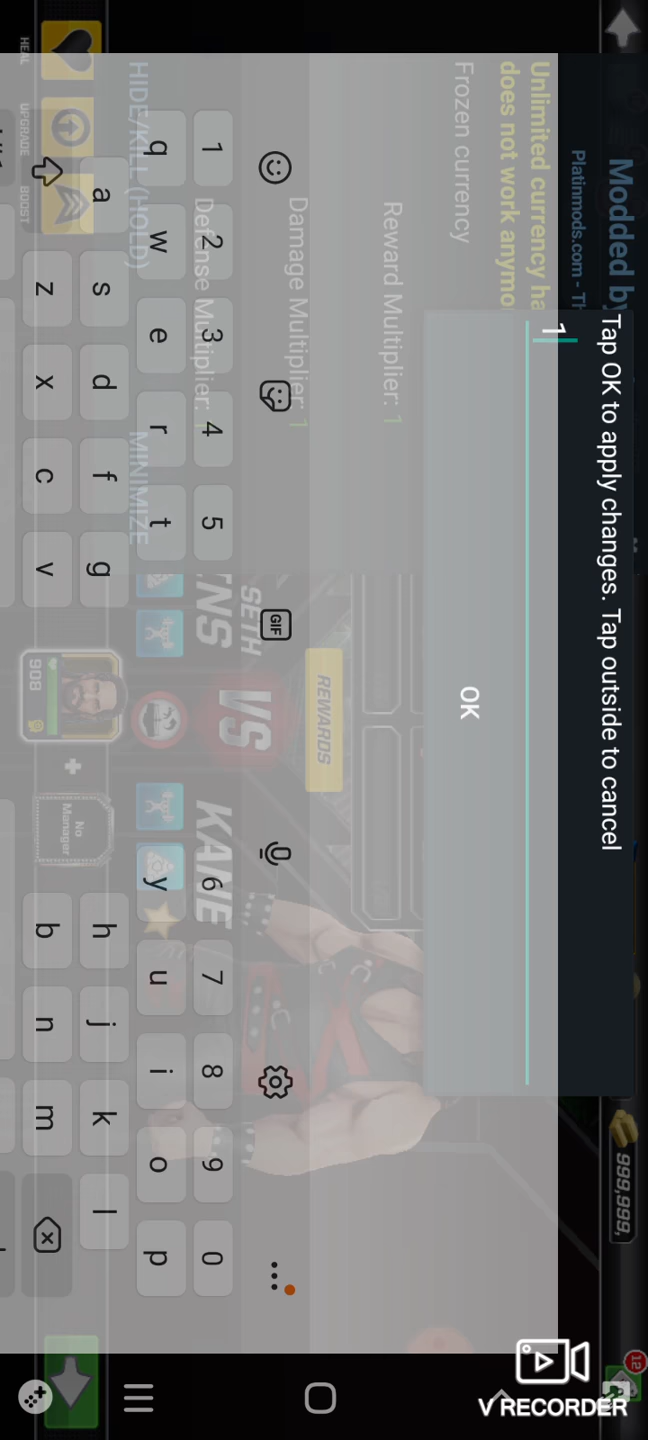 Modded by
Platinmods.com - Th
Tap OK to apply changes. Tap outside to cancel
1
OK
Unlimited currency ha
does not work anymo
Frozen currency
Reward Multiplier: 1
Damage Multiplier: 1
Defense Multiplier:
HIDE/KILL (HOLD)
MINIMIZE
999,999,
12
REWARDS
SETH
VS
KANE
GIF
1 2 3 4 5 6 7 8 9 0
q w e r t y u i o p
a s d f g h j k l
z x c v b n m
HEAL
UPGRADE
BOOST
908
No
Manager
V RECORDER